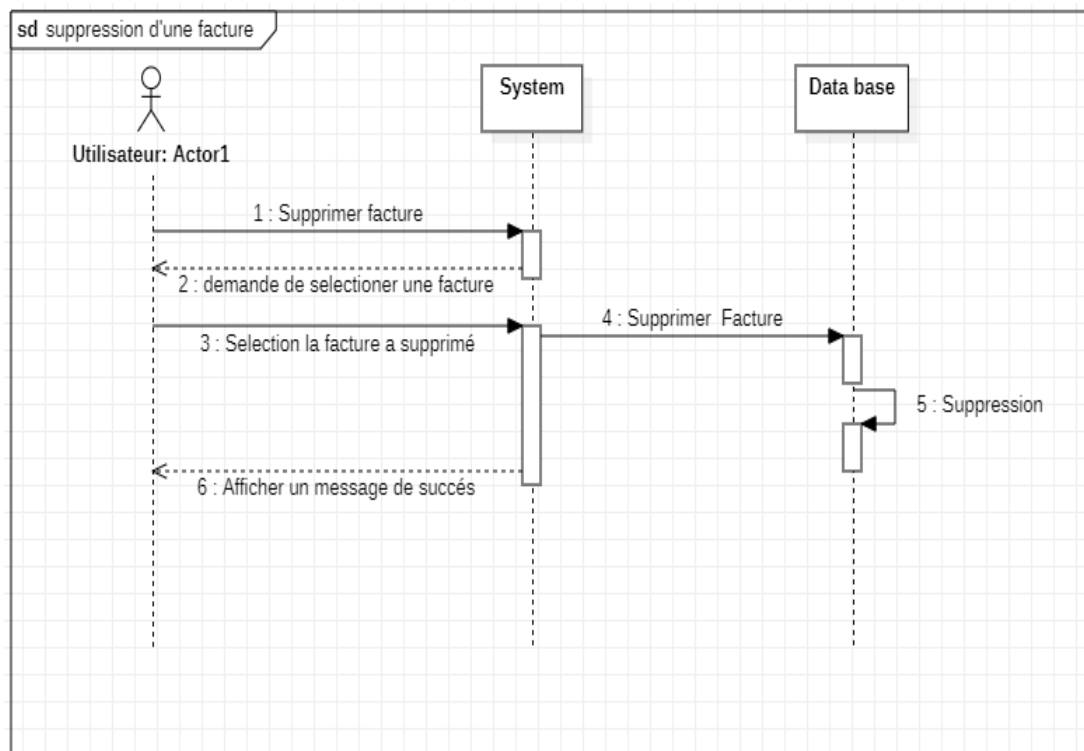 sd suppression d'une facture
System
Data base
Utilisateur: Actor1
1 : Supprimer facture
2 : demande de selectioner une facture
3 : Selection la facture a supprimé
4 : Supprimer Facture
5 : Suppression
6 : Afficher un message de succés